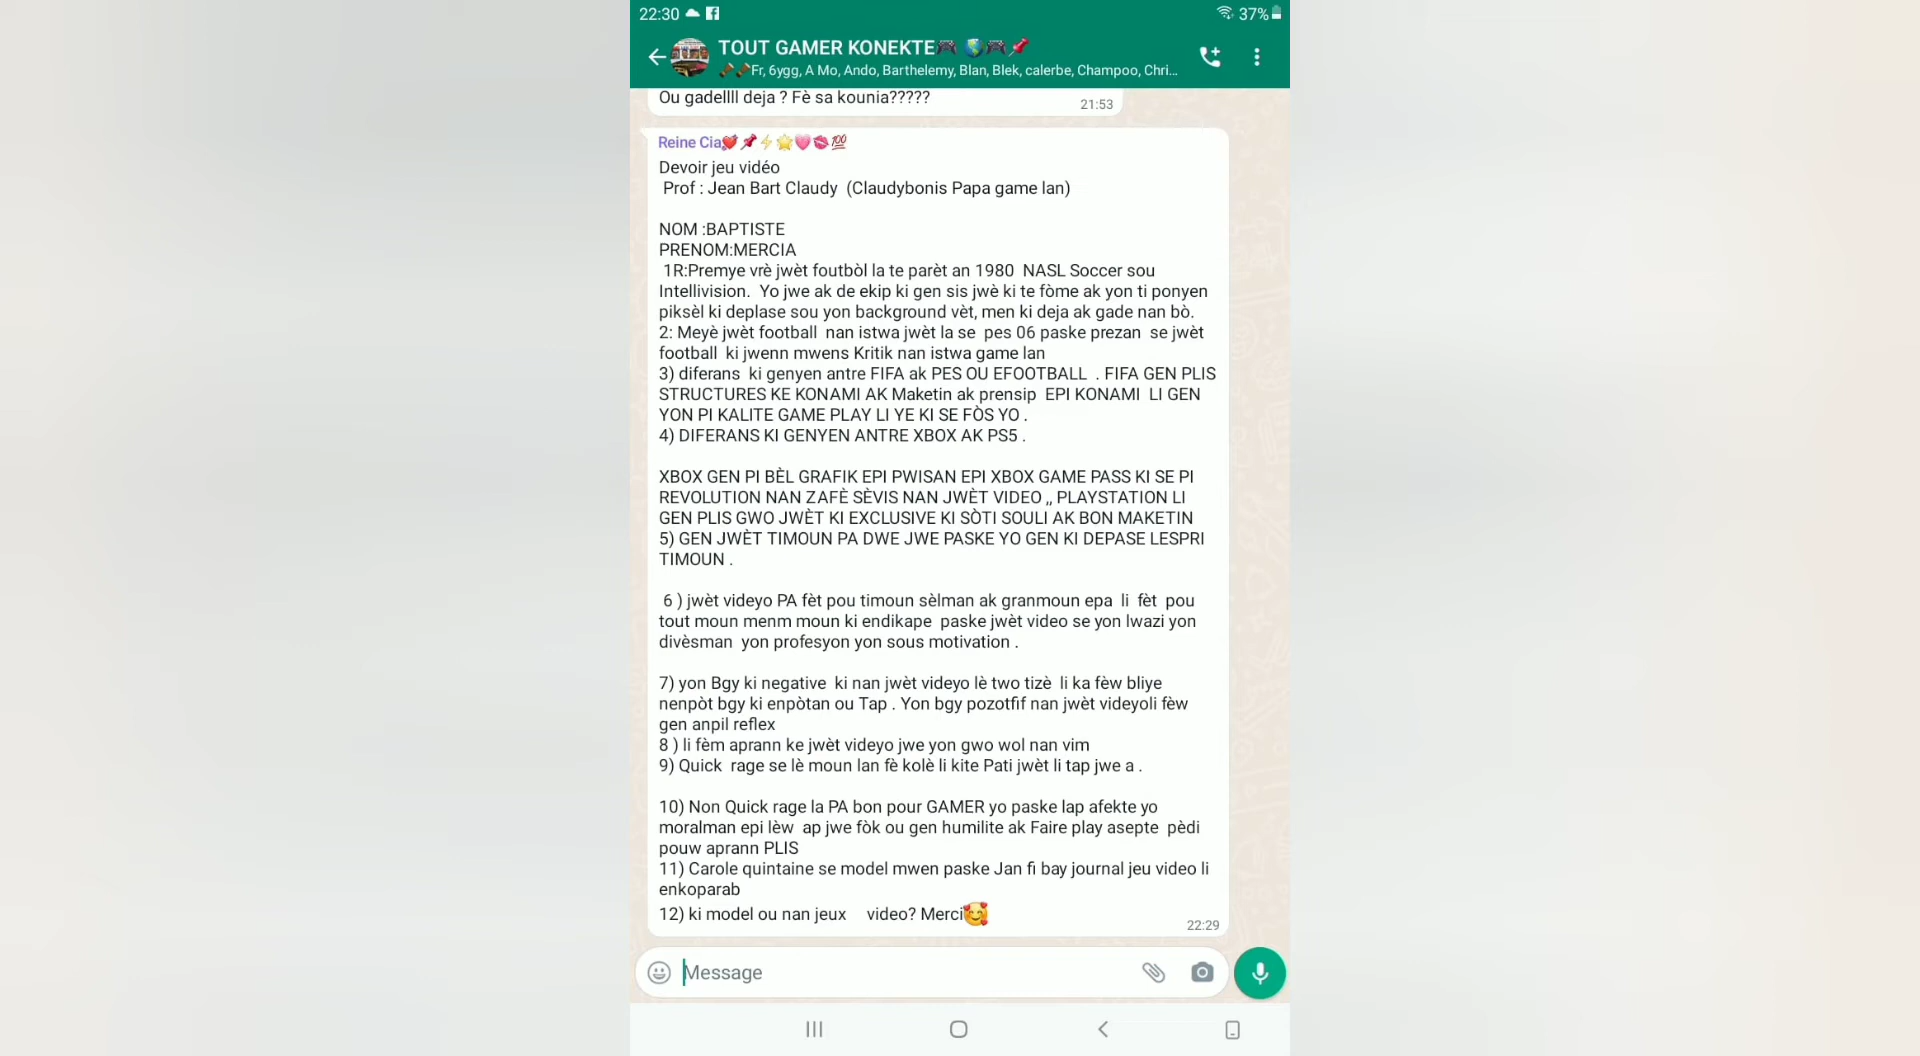 22:30
37%
TOUT GAMER KONEKTE🎮 🌎🎮📌
Fr, 6ygg, A Mo, Ando, Barthelemy, Blan, Blek, calerbe, Champoo, Chri...
Ou gadellll deja ? Fè sa kounia?????
21:53
Reine Cia💘📌⚡🌟💗💋💯
Devoir jeu vidéo
Prof : Jean Bart Claudy (Claudybonis Papa game lan)
NOM :BAPTISTE
PRENOM:MERCIA
1R:Premye vrè jwèt foutbòl la te parèt an 1980 NASL Soccer sou
Intellivision. Yo jwe ak de ekip ki gen sis jwè ki te fòme ak yon ti ponyen
piksèl ki deplase sou yon background vèt, men ki deja ak gade nan bò.
2: Meyè jwèt football nan istwa jwèt la se pes 06 paske prezan se jwèt
football ki jwenn mwens Kritik nan istwa game lan
3) diferans ki genyen antre FIFA ak PES OU EFOOTBALL . FIFA GEN PLIS
STRUCTURES KE KONAMI AK Maketin ak prensip EPI KONAMI LI GEN
YON PI KALITE GAME PLAY LI YE KI SE FÒS YO .
4) DIFERANS KI GENYEN ANTRE XBOX AK PS5 .
XBOX GEN PI BÈL GRAFIK EPI PWISAN EPI XBOX GAME PASS KI SE PI
REVOLUTION NAN ZAFÈ SÈVIS NAN JWÈT VIDEO ,, PLAYSTATION LI
GEN PLIS GWO JWÈT KI EXCLUSIVE KI SÒTI SOULI AK BON MAKETIN
5) GEN JWÈT TIMOUN PA DWE JWE PASKE YO GEN KI DEPASE LESPRI
TIMOUN .
6 ) jwèt videyo PA fèt pou timoun sèlman ak granmoun epa li fèt pou
tout moun menm moun ki endikape paske jwèt video se yon lwazi yon
divèsman yon profesyon yon sous motivation .
7) yon Bgy ki negative ki nan jwèt videyo lè two tizè li ka fèw bliye
nenpòt bgy ki enpòtan ou Tap . Yon bgy pozotfif nan jwèt videyoli fèw
gen anpil reflex
8 ) li fèm aprann ke jwèt videyo jwe yon gwo wol nan vim
9) Quick rage se lè moun lan fè kolè li kite Pati jwèt li tap jwe a .
10) Non Quick rage la PA bon pour GAMER yo paske lap afekte yo
moralman epi lèw ap jwe fòk ou gen humilite ak Faire play asepte pèdi
pouw aprann PLIS
11) Carole quintaine se model mwen paske Jan fi bay journal jeu video li
enkoparab
12) ki model ou nan jeux video? Merci🥰
22:29
Message